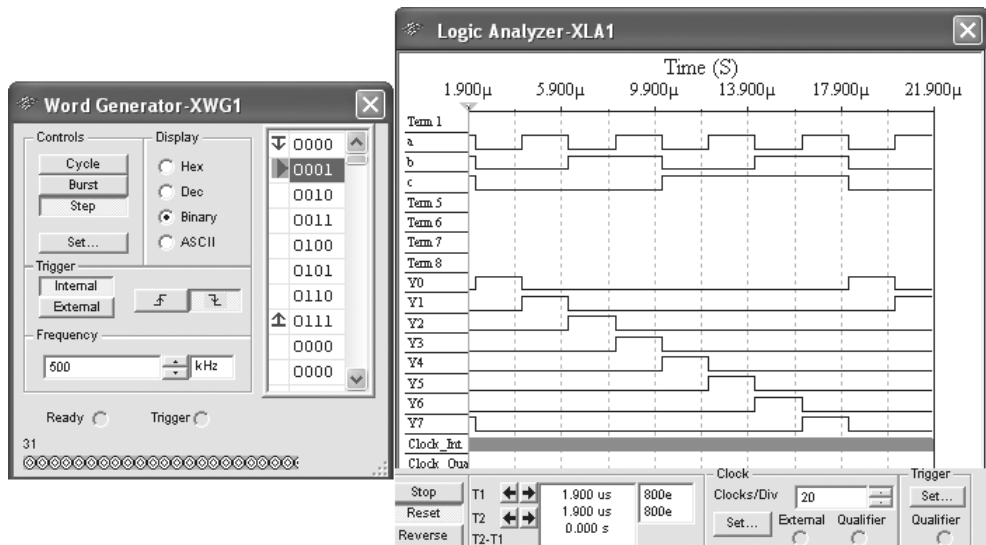 Word Generator-XWG1
Controls
Cycle
Burst
Step
Set...
Display
Hex
Dec
Binary
ASCII
Trigger
Internal
External
Frequency
500
kHz
Ready
Trigger
31
0000
0001
0010
0011
0100
0101
0110
0111
0000
0000
Logic Analyzer-XLA1
Time (S)
1.900μ 5.900μ 9.900μ 13.900μ 17.900μ 21.900μ
Term 1
a
b
c
Term 5
Term 6
Term 7
Term 8
Y0
Y1
Y2
Y3
Y4
Y5
Y6
Y7
Clock_Int
Clock_Qua
Stop
Reset
Reverse
T1
T2
T2-T1
1.900 us
1.900 us
0.000 s
800e
800e
Clock
Clocks/Div 20
Set... External Qualifier
Trigger
Set...
Qualifier